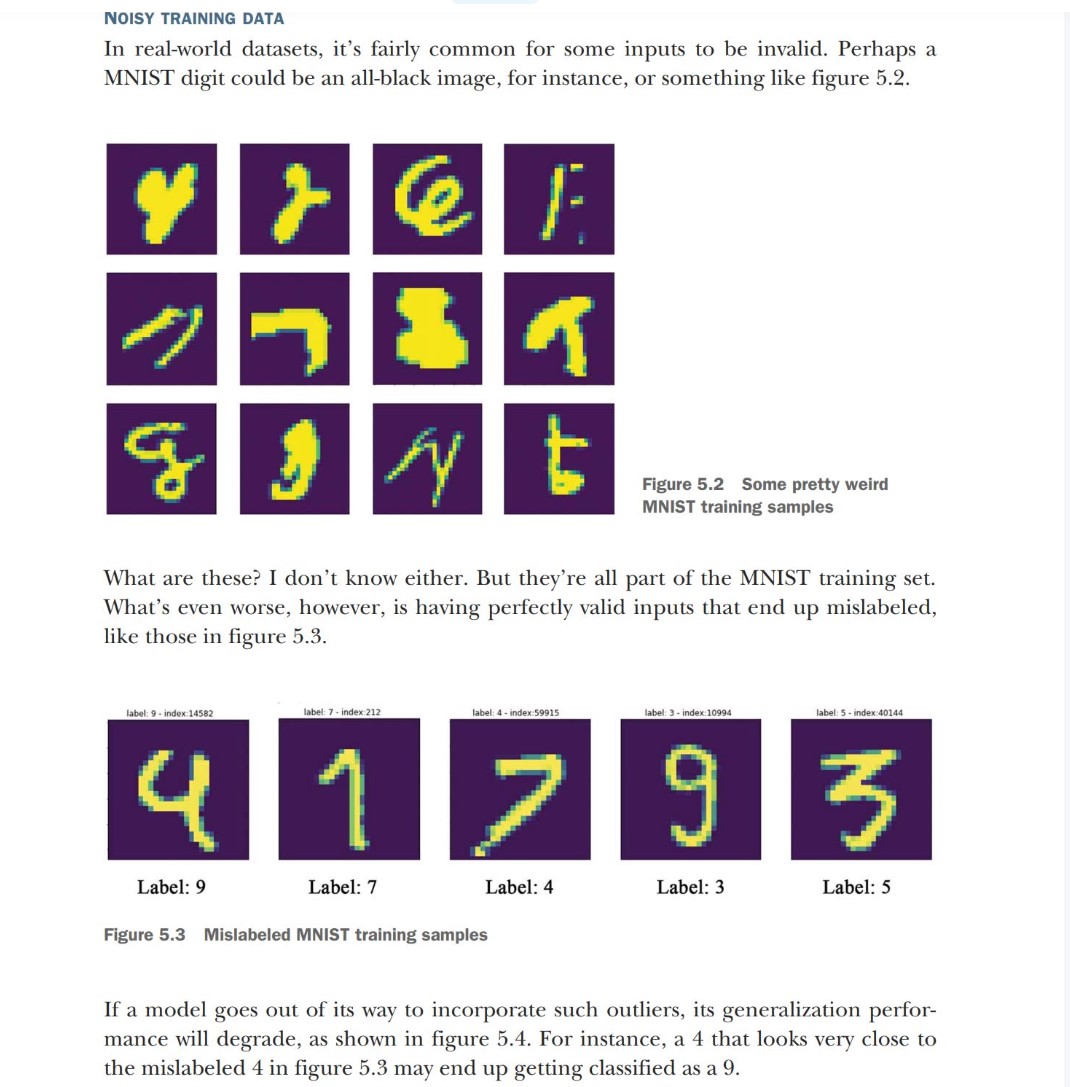 NOISY TRAINING DATA
In real-world datasets, it’s fairly common for some inputs to be invalid. Perhaps a
MNIST digit could be an all-black image, for instance, or something like figure 5.2.
Figure 5.2 Some pretty weird
MNIST training samples
What are these? I don’t know either. But they’re all part of the MNIST training set.
What’s even worse, however, is having perfectly valid inputs that end up mislabeled,
like those in figure 5.3.
label: 9 - index:14582 label: 7 - index:212 label: 4 - index:59915 label: 3 - index:10994 label: 5 - index:40144
4 1 7 9 3
Label: 9 Label: 7 Label: 4 Label: 3 Label: 5
Figure 5.3 Mislabeled MNIST training samples
If a model goes out of its way to incorporate such outliers, its generalization perfor-
mance will degrade, as shown in figure 5.4. For instance, a 4 that looks very close to
the mislabeled 4 in figure 5.3 may end up getting classified as a 9.